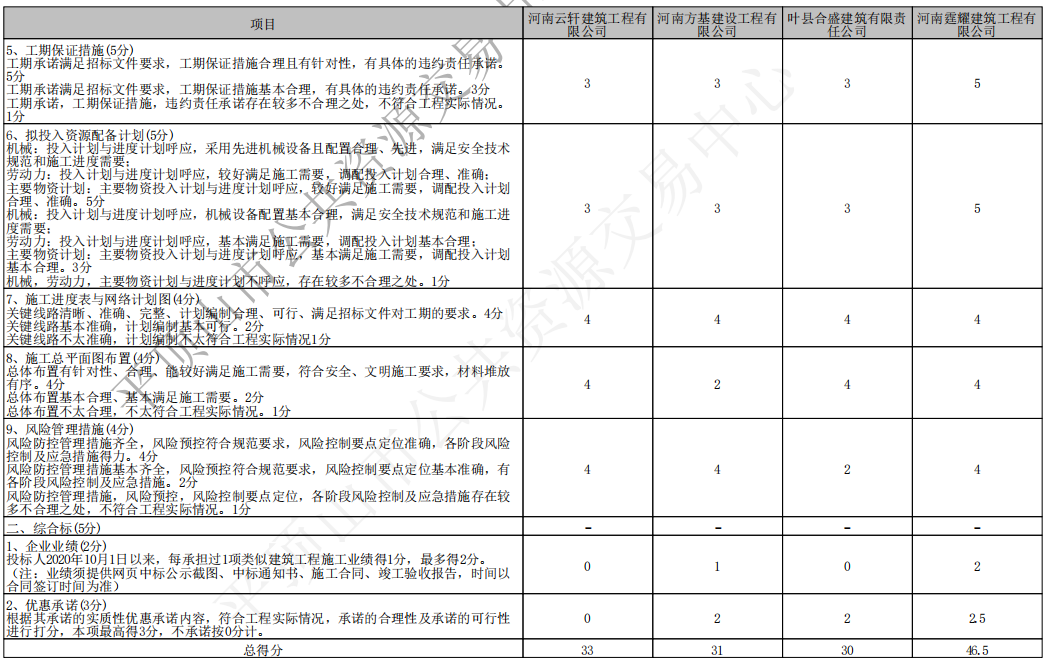 项目
河南云轩建筑工程有限公司
河南方基建设工程有限公司
叶县合盛建筑有限责任公司
河南霆耀建筑工程有限公司
5、工期保证措施(5分)
工期承诺满足招标文件要求，工期保证措施合理且有针对性，有具体的违约责任承诺。
5分
工期承诺满足招标文件要求，工期保证措施基本合理，有具体的违约责任承诺。3分
工期承诺，工期保证措施，违约责任承诺存在较多不合理之处，不符合工程实际情况。
1分
3 3 3 5
6、拟投入资源配备计划(5分)
机械：投入计划与进度计划呼应，采用先进机械设备且配置合理、先进，满足安全技术
规范和施工进度需要；
劳动力：投入计划与进度计划呼应，较好满足施工需要，调配投入计划合理、准确；
主要物资计划：主要物资投入计划与进度计划呼应，较好满足施工需要，调配投入计划
合理、准确。5分
机械：投入计划与进度计划呼应，机械设备配置基本合理，满足安全技术规范和施工进
度需要；
劳动力：投入计划与进度计划呼应，基本满足施工需要，调配投入计划基本合理；
主要物资计划：主要物资投入计划与进度计划呼应，基本满足施工需要，调配投入计划
基本合理。3分
机械，劳动力，主要物资计划与进度计划不呼应，存在较多不合理之处。1分
3 3 3 5
7、施工进度表与网络计划图(4分)
关键线路清晰、准确、完整、计划编制合理、可行、满足招标文件对工期的要求。4分
关键线路基本准确，计划编制基本可行。2分
关键线路不太准确，计划编制不太符合工程实际情况1分
4 4 4 4
8、施工总平面图布置(4分)
总体布置有针对性、合理、能较好满足施工需要，符合安全、文明施工要求，材料堆放
有序。4分
总体布置基本合理、基本满足施工需要。2分
总体布置不太合理，不太符合工程实际情况。1分
4 2 4 4
9、风险管理措施(4分)
风险防控管理措施齐全，风险预控符合规范要求，风险控制要点定位准确，各阶段风险
控制及应急措施得力。4分
风险防控管理措施基本齐全，风险预控符合规范要求，风险控制要点定位基本准确，有
各阶段风险控制及应急措施。2分
风险防控管理措施，风险预控，风险控制要点定位，各阶段风险控制及应急措施存在较
多不合理之处，不符合工程实际情况。1分
4 4 2 4
二、综合标(5分)
- - - -
1、企业业绩(2分)
投标人2020年10月1日以来，每承担过1项类似建筑工程施工业绩得1分，最多得2分。
（注：业绩须提供网页中标公示截图、中标通知书、施工合同、竣工验收报告，时间以
合同签订时间为准）
0 1 0 2
2、优惠承诺(3分)
根据其承诺的实质性优惠承诺内容，符合工程实际情况，承诺的合理性及承诺的可行性
进行打分，本项最高得3分，不承诺按0分计。
0 2 2 2.5
总得分 33 31 30 46.5
平顶山市公共资源交易中心
平顶山市公共资源交易中心